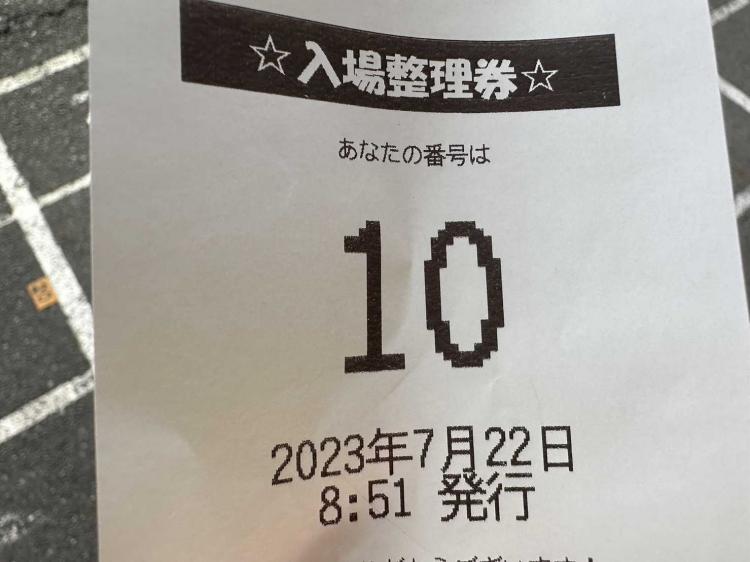 ☆入場整理券☆
あなたの番号は
10
2023年7月22日
8:51 発行